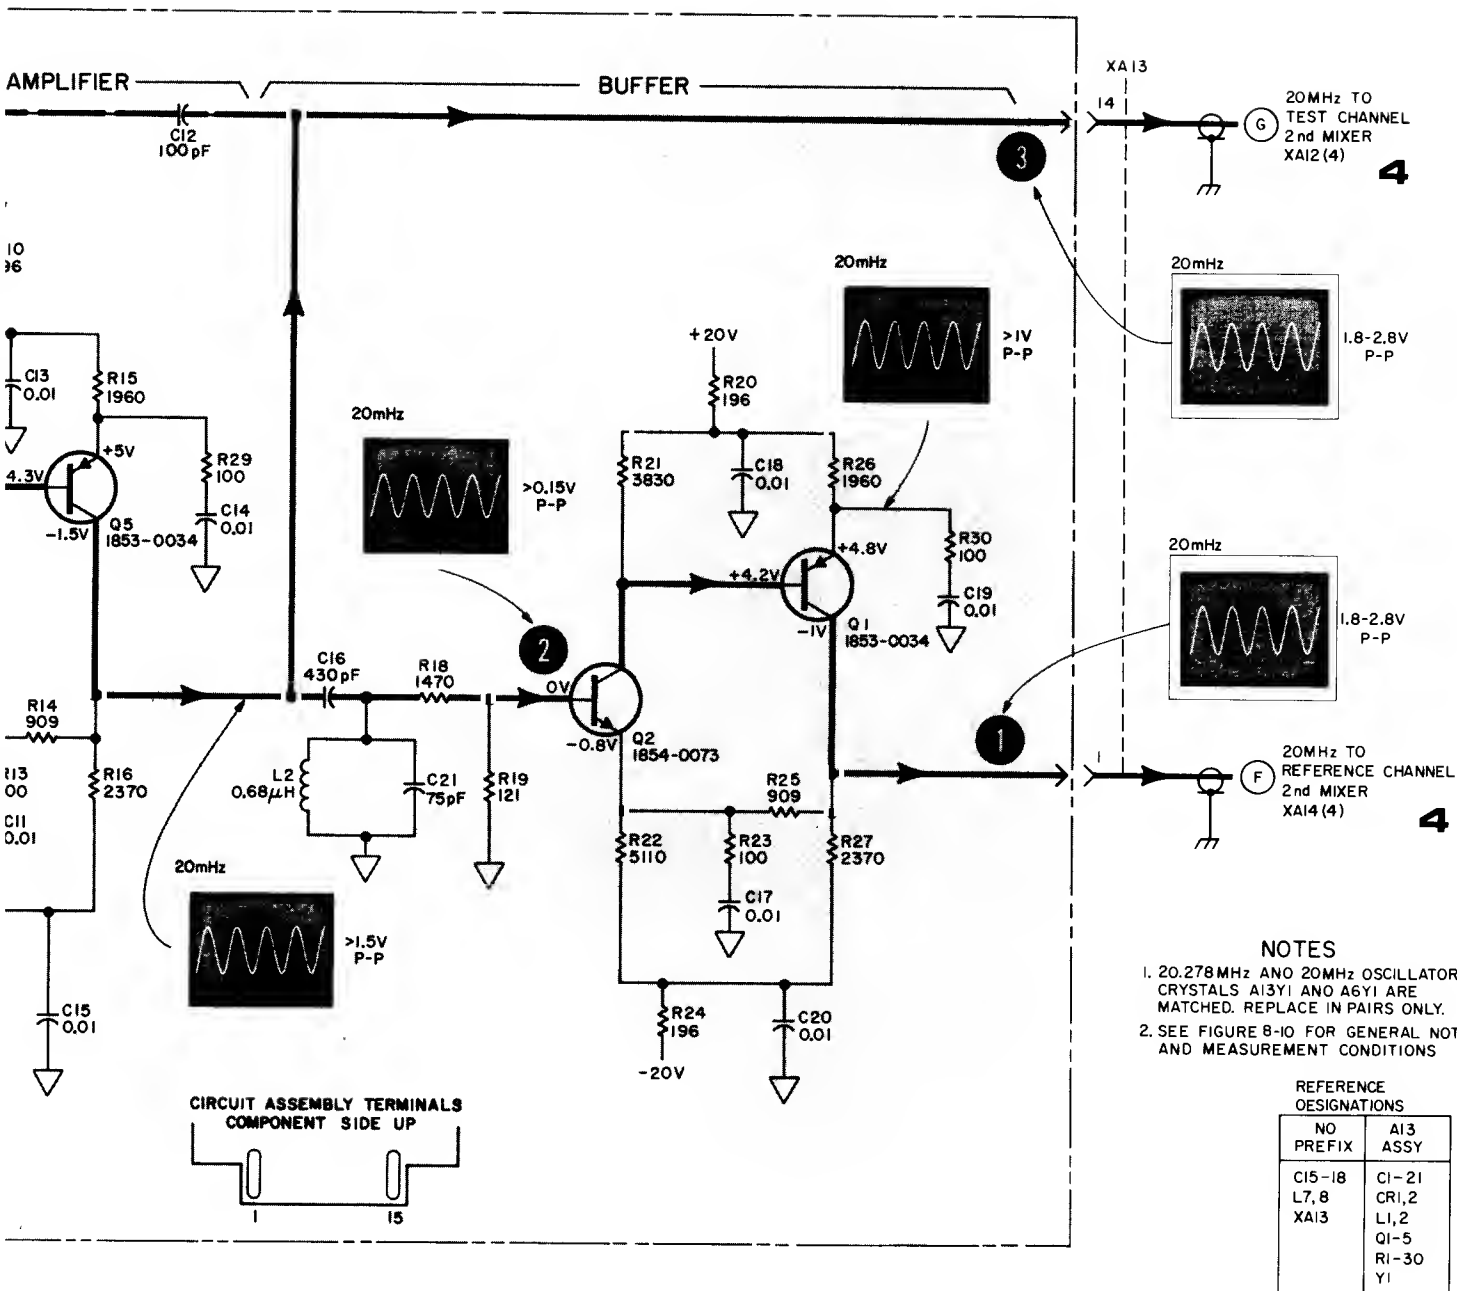 AMPLIFIER
BUFFER
XA13
14
G
20MHz TO
TEST CHANNEL
2nd MIXER
XA12(4)
4
C12
100pF
3
20mHz
1.8-2.8V
P-P
20mHz
>1V
P-P
C13
0.01
R15
1960
+5V
4.3V
-1.5V
Q5
1853-0034
R29
100
C14
0.01
20mHz
>0.15V
P-P
2
+20V
R20
196
R21
3830
C18
0.01
R26
1960
+4.8V
+4.2V
-1V
Q1
1853-0034
R30
100
C19
0.01
20mHz
1.8-2.8V
P-P
1
1
F
20MHz TO
REFERENCE CHANNEL
2nd MIXER
XA14(4)
4
C16
430pF
R18
1470
0V
-0.8V
Q2
1854-0073
R14
909
R16
2370
L2
0.68μH
C21
75pF
R19
121
R25
909
R22
5110
R23
100
R27
2370
C17
0.01
20mHz
>1.5V
P-P
C15
0.01
R24
196
-20V
C20
0.01
CIRCUIT ASSEMBLY TERMINALS
COMPONENT SIDE UP
1
15
NOTES
1. 20.278MHz ANO 20MHz OSCILLATOR
CRYSTALS A13Y1 ANO A6Y1 ARE
MATCHED. REPLACE IN PAIRS ONLY.
2. SEE FIGURE 8-10 FOR GENERAL NOT
AND MEASUREMENT CONDITIONS
REFERENCE
OESIGNATIONS
NO PREFIX
A13 ASSY
C15-18
C1-21
L7,8
CR1,2
XA13
L1,2
Q1-5
R1-30
Y1